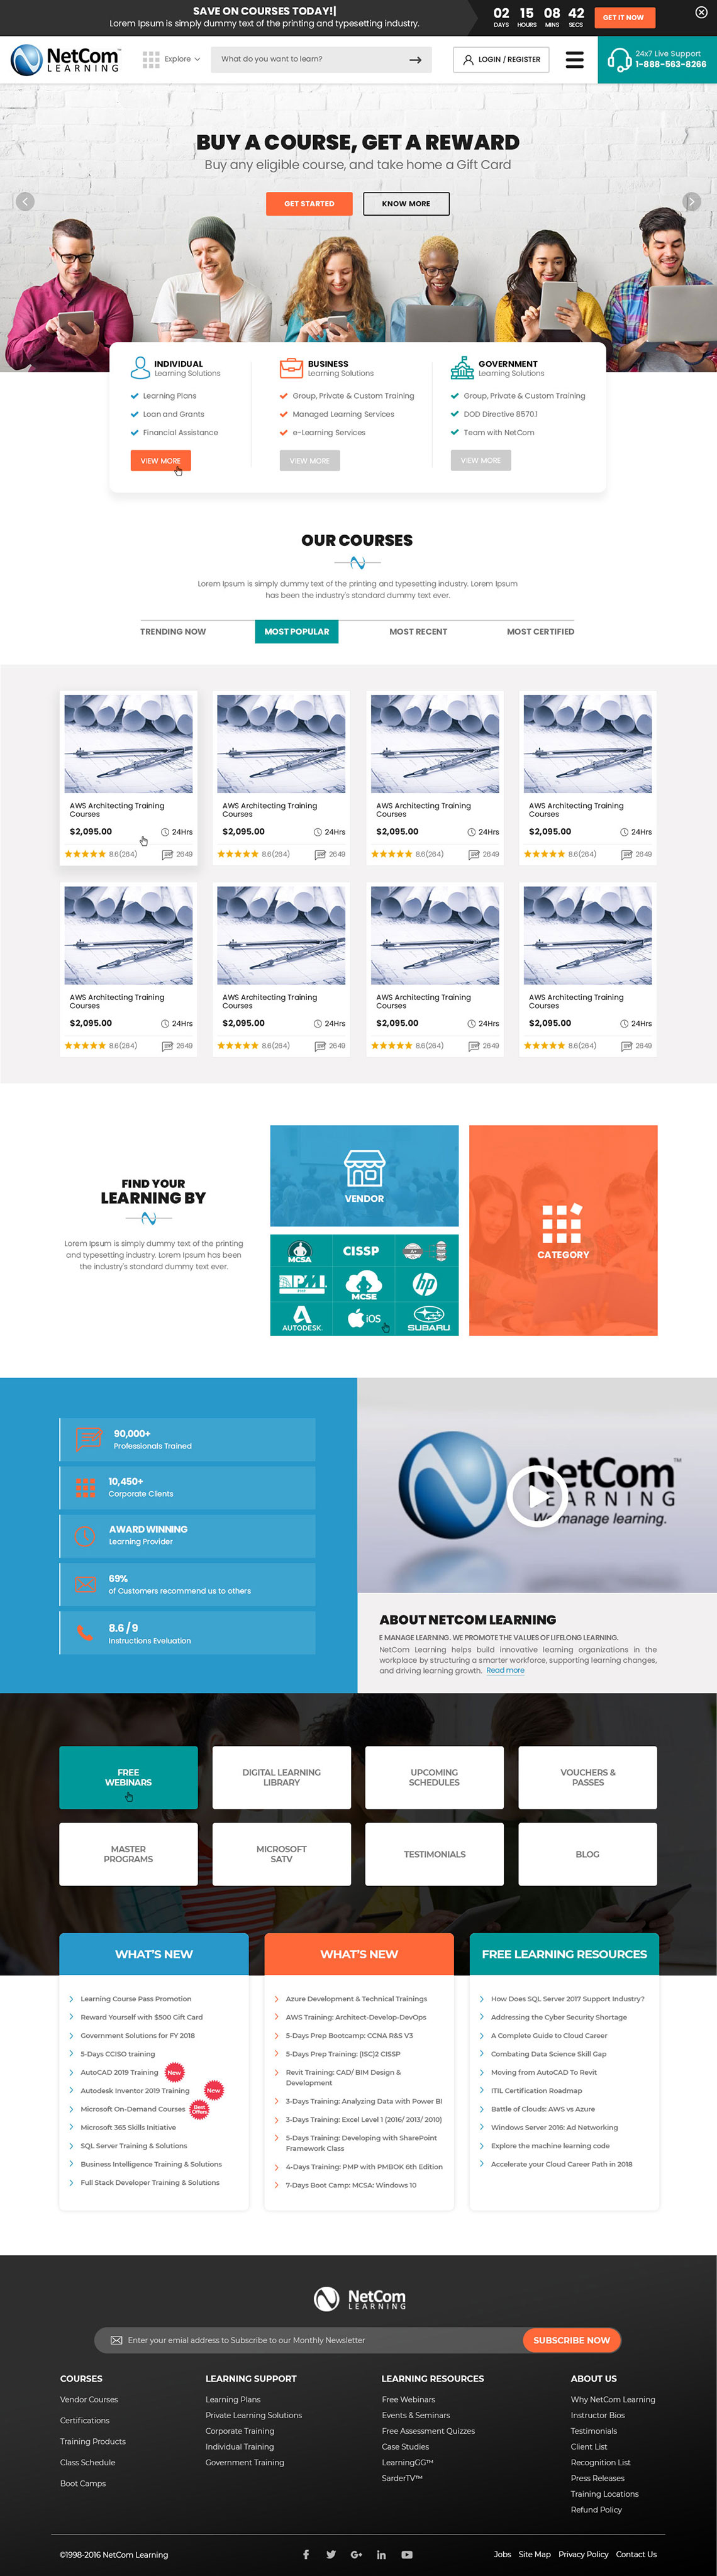 SAVE ON COURSES TODAY!|
Lorem Ipsum is simply dummy text of the printing and typesetting industry.
02 15 08 42
DAYS HOURS MINS SECS
GET IT NOW
NetCom™
LEARNING
Explore
What do you want to learn?
LOGIN / REGISTER
24x7 Live Support
1-888-563-8266
BUY A COURSE, GET A REWARD
Buy any eligible course, and take home a Gift Card
GET STARTED
KNOW MORE
INDIVIDUAL
Learning Solutions
Learning Plans
Loan and Grants
Financial Assistance
VIEW MORE
BUSINESS
Learning Solutions
Group, Private & Custom Training
Managed Learning Services
e-Learning Services
VIEW MORE
GOVERNMENT
Learning Solutions
Group, Private & Custom Training
DOD Directive 8570.1
Team with NetCom
VIEW MORE
OUR COURSES
Lorem Ipsum is simply dummy text of the printing and typesetting industry. Lorem Ipsum
has been the industry's standard dummy text ever.
TRENDING NOW
MOST POPULAR
MOST RECENT
MOST CERTIFIED
AWS Architecting Training
Courses
$2,095.00 24Hrs
8.6(264) 2649
AWS Architecting Training
Courses
$2,095.00 24Hrs
8.6(264) 2649
AWS Architecting Training
Courses
$2,095.00 24Hrs
8.6(264) 2649
AWS Architecting Training
Courses
$2,095.00 24Hrs
8.6(264) 2649
AWS Architecting Training
Courses
$2,095.00 24Hrs
8.6(264) 2649
AWS Architecting Training
Courses
$2,095.00 24Hrs
8.6(264) 2649
AWS Architecting Training
Courses
$2,095.00 24Hrs
8.6(264) 2649
AWS Architecting Training
Courses
$2,095.00 24Hrs
8.6(264) 2649
FIND YOUR
LEARNING BY
Lorem Ipsum is simply dummy text of the printing
and typesetting industry. Lorem Ipsum has been
the industry's standard dummy text ever.
VENDOR
MCSA
CISSP
PMI
MCSE
hp
AUTODESK.
iOS
SUBARU
CATEGORY
90,000+
Professionals Trained
10,450+
Corporate Clients
AWARD WINNING
Learning Provider
69%
of Customers recommend us to others
8.6 / 9
Instructions Eveluation
NetCom™
LEARNING
We manage learning.
ABOUT NETCOM LEARNING
E MANAGE LEARNING. WE PROMOTE THE VALUES OF LIFELONG LEARNING.
NetCom Learning helps build innovative learning organizations in the
workplace by structuring a smarter workforce, supporting learning changes,
and driving learning growth. Read more
FREE
WEBINARS
DIGITAL LEARNING
LIBRARY
UPCOMING
SCHEDULES
VOUCHERS &
PASSES
MASTER
PROGRAMS
MICROSOFT
SATV
TESTIMONIALS
BLOG
WHAT'S NEW
Learning Course Pass Promotion
Reward Yourself with $500 Gift Card
Government Solutions for FY 2018
5-Days CCISO training
AutoCAD 2019 Training New
Autodesk Inventor 2019 Training New
Microsoft On-Demand Courses Best Offers
Microsoft 365 Skills Initiative
SQL Server Training & Solutions
Business Intelligence Training & Solutions
Full Stack Developer Training & Solutions
WHAT'S NEW
Azure Development & Technical Trainings
AWS Training: Architect-Develop-DevOps
5-Days Prep Bootcamp: CCNA R&S V3
5-Days Prep Training: (ISC)2 CISSP
Revit Training: CAD/ BIM Design &
Development
3-Days Training: Analyzing Data with Power BI
3-Days Training: Excel Level 1 (2016/ 2013/ 2010)
5-Days Training: Developing with SharePoint
Framework Class
4-Days Training: PMP with PMBOK 6th Edition
7-Days Boot Camp: MCSA: Windows 10
FREE LEARNING RESOURCES
How Does SQL Server 2017 Support Industry?
Addressing the Cyber Security Shortage
A Complete Guide to Cloud Career
Combating Data Science Skill Gap
Moving from AutoCAD To Revit
ITIL Certification Roadmap
Battle of Clouds: AWS vs Azure
Windows Server 2016: Ad Networking
Explore the machine learning code
Accelerate your Cloud Career Path in 2018
NetCom
LEARNING
Enter your emial address to Subscribe to our Monthly Newsletter
SUBSCRIBE NOW
COURSES
Vendor Courses
Certifications
Training Products
Class Schedule
Boot Camps
LEARNING SUPPORT
Learning Plans
Private Learning Solutions
Corporate Training
Individual Training
Government Training
LEARNING RESOURCES
Free Webinars
Events & Seminars
Free Assessment Quizzes
Case Studies
LearningGG™
SarderTV™
ABOUT US
Why NetCom Learning
Instructor Bios
Testimonials
Client List
Recognition List
Press Releases
Training Locations
Refund Policy
©1998-2016 NetCom Learning
Jobs Site Map Privacy Policy Contact Us